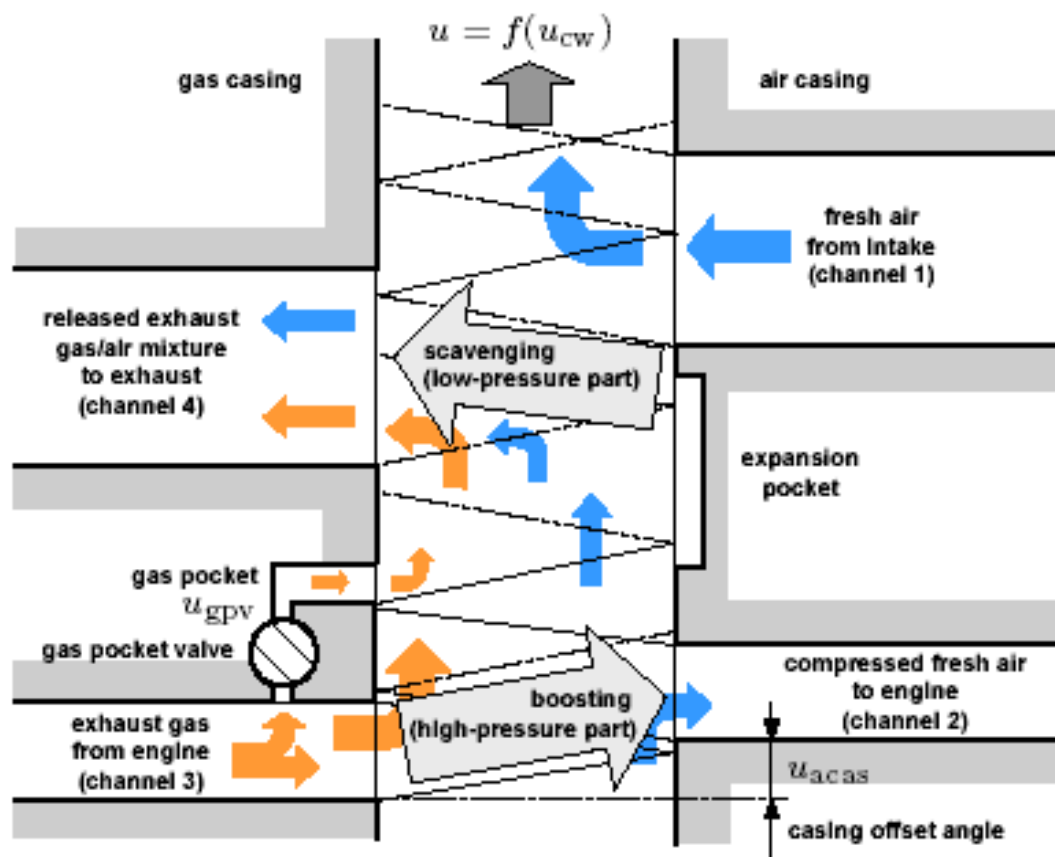 u = f(u_cw)
gas casing
air casing
fresh air
from intake
(channel 1)
released exhaust
gas/air mixture
to exhaust
(channel 4)
scavenging
(low-pressure part)
expansion
pocket
gas pocket
u_gpv
gas pocket valve
boosting
(high-pressure part)
compressed fresh air
to engine
(channel 2)
exhaust gas
from engine
(channel 3)
u_acas
casing offset angle